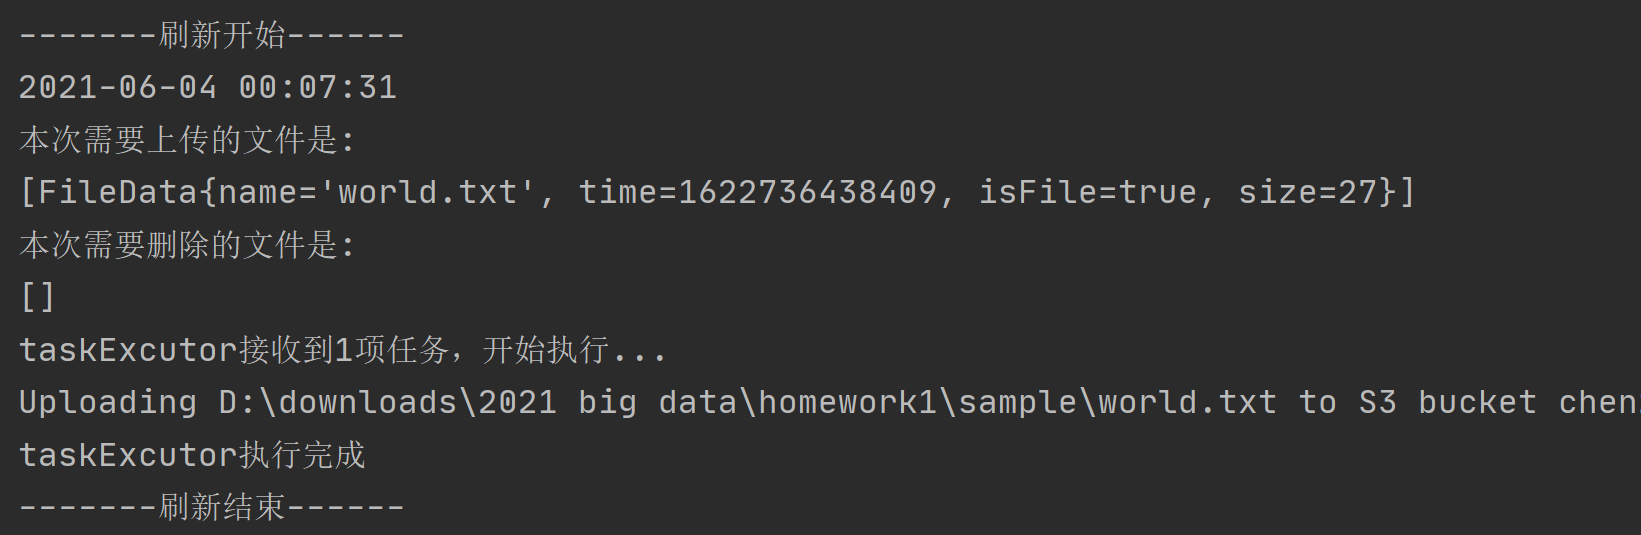 -------刷新开始------
2021-06-04 00:07:31
本次需要上传的文件是:
[FileData{name='world.txt', time=1622736438409, isFile=true, size=27}]
本次需要删除的文件是:
[]
taskExcutor接收到1项任务，开始执行...
Uploading D:\downloads\2021 big data\homework1\sample\world.txt to S3 bucket chen
taskExcutor执行完成
-------刷新结束------